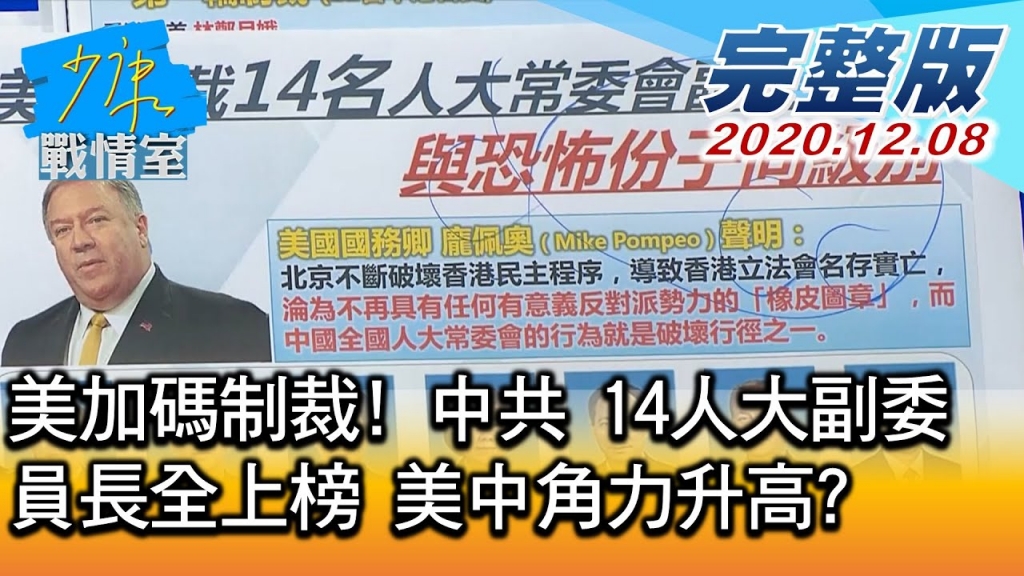 林鄭月娥
少康
戰情室
完整版
2020.12.08
裁14名人大常委會
與恐怖份子同級別
美國國務卿 龐佩奧（Mike Pompeo）聲明：
北京不斷破壞香港民主程序，導致香港立法會名存實亡，
淪為不再具有任何有意義反對派勢力的「橡皮圖章」，而
中國全國人大常委會的行為就是破壞行徑之一。
美加碼制裁! 中共 14人大副委
員長全上榜 美中角力升高?